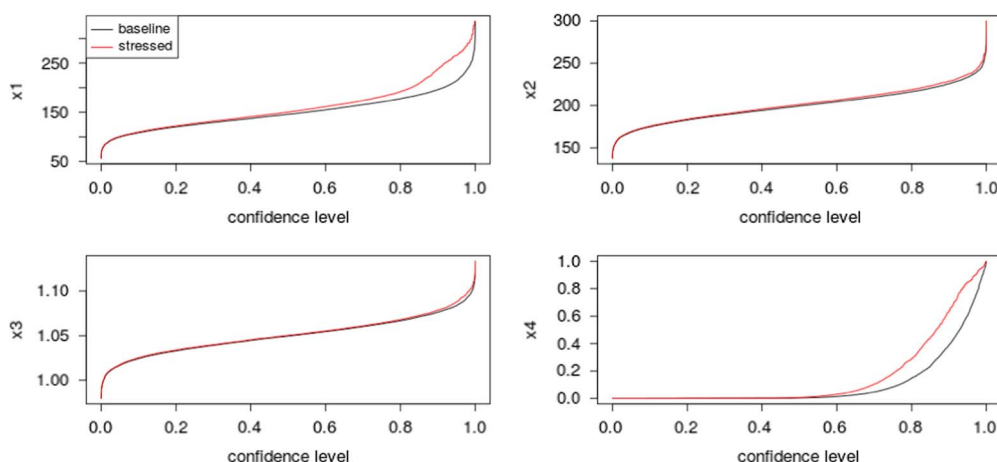 baseline
stressed
x1
250
150
50
0.0 0.2 0.4 0.6 0.8 1.0
confidence level
x2
300
250
200
150
0.0 0.2 0.4 0.6 0.8 1.0
confidence level
x3
1.10
1.05
1.00
0.0 0.2 0.4 0.6 0.8 1.0
confidence level
x4
1.0
0.8
0.6
0.4
0.2
0.0
0.0 0.2 0.4 0.6 0.8 1.0
confidence level